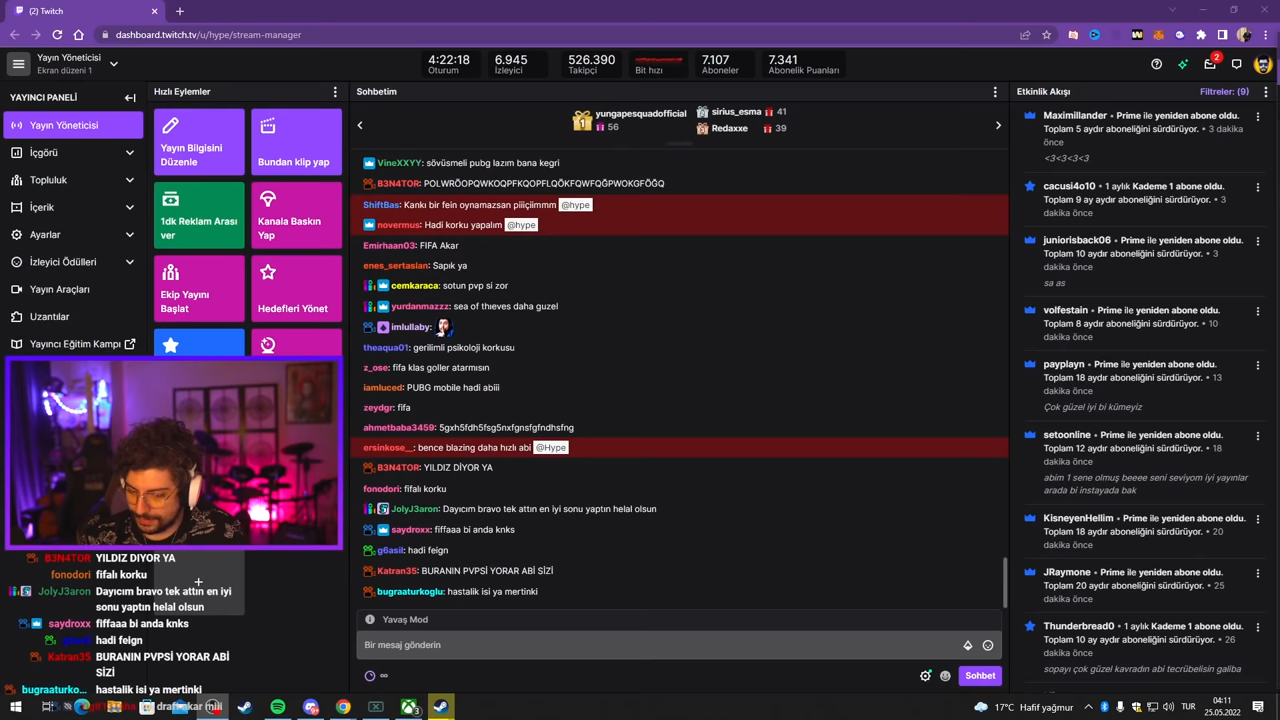 (2) Twitch
dashboard.twitch.tv/u/hype/stream-manager
Yayın Yöneticisi
Ekran düzeni 1
4:22:18
Oturum
6.945
İzleyici
526.390
Takipçi
Bit hızı
7.107
Aboneler
7.341
Abonelik Puanları
2
YAYINCI PANELİ
Yayın Yöneticisi
İçgörü
Topluluk
İçerik
Ayarlar
İzleyici Ödülleri
Yayın Araçları
Uzantılar
Yayıncı Eğitim Kampı
Hızlı Eylemler
Yayın Bilgisini
Düzenle
Bundan klip yap
1dk Reklam Arası
ver
Kanala Baskın
Yap
Ekip Yayını
Başlat
Hedefleri Yönet
Sohbetim
1
yungapesquadofficial
56
sirius_esma 41
Redaxxe 39
VineXXYY: sövüsmeli pubg lazım bana kegri
B3N4TOR: POLWRÖOPQWKOQPFKQOPFLQÖKFQWFQĞPWOKGFÖĞQ
ShiftBas: Kankı bir fein oynamazsan piiiçiimmm @hype
novermus: Hadi korku yapalım @hype
Emirhaan03: FIFA Akar
enes_sertaslan: Sapık ya
cemkaraca: sotun pvp si zor
yurdanmazzz: sea of thıeves daha guzel
imlullaby:
theaqua01: gerilimli psikoloji korkusu
z_ose: fifa klas goller atarmısın
iamluced: PUBG mobile hadi abiii
zeydgr: fifa
ahmetbaba3459: 5gxh5fdh5fsg5nxfgnsfgfndhsfng
ersinkose__: bence blazing daha hızlı abi @Hype
B3N4TOR: YILDIZ DİYOR YA
fonodori: fifalı korku
JolyJ3aron: Dayıcım bravo tek attın en iyi sonu yaptın helal olsun
saydroxx: fiffaaa bi anda knks
g6asil: hadi feign
Katran35: BURANIN PVPSİ YORAR ABİ SİZİ
bugraaturkoglu: hastalik isi ya mertinki
Yavaş Mod
Bir mesaj gönderin
∞
Sohbet
Etkinlik Akışı
Filtreler: (9)
Maximillander • Prime ile yeniden abone oldu.
Toplam 5 aydır aboneliğini sürdürüyor. • 3 dakika
önce
<3<3<3<3
cacusi4o10 • 1 aylık Kademe 1 abone oldu.
Toplam 9 ay aydır aboneliğini sürdürüyor. • 3
dakika önce
juniorisback06 • Prime ile yeniden abone oldu.
Toplam 10 aydır aboneliğini sürdürüyor. • 3
dakika önce
sa as
volfestain • Prime ile yeniden abone oldu.
Toplam 8 aydır aboneliğini sürdürüyor. • 10
dakika önce
payplayn • Prime ile yeniden abone oldu.
Toplam 18 aydır aboneliğini sürdürüyor. • 13
dakika önce
Çok güzel iyi bi kümeyiz
setoonline • Prime ile yeniden abone oldu.
Toplam 12 aydır aboneliğini sürdürüyor. • 18
dakika önce
abim 1 sene olmuş beeee seni seviyom iyi yayınlar
arada bi instayada bak
KisneyenHellim • Prime ile yeniden abone oldu.
Toplam 18 aydır aboneliğini sürdürüyor. • 20
dakika önce
JRaymone • Prime ile yeniden abone oldu.
Toplam 20 aydır aboneliğini sürdürüyor. • 25
dakika önce
Thunderbread0 • 1 aylık Kademe 1 abone oldu.
Toplam 10 ay aydır aboneliğini sürdürüyor. • 26
dakika önce
sopayı çok güzel kavradın abi tecrübelisin galiba
B3N4TOR YILDIZ DİYOR YA
fonodori fifalı korku
JolyJ3aron Dayıcım bravo tek attın en iyi
sonu yaptın helal olsun
saydroxx fiffaaa bi anda knks
hadi feign
Katran35 BURANIN PVPSİ YORAR ABİ
SİZİ
bugraaturko... hastalik isi ya mertinki
3
17°C Hafif yağmur
TUR
04:11
25.05.2022